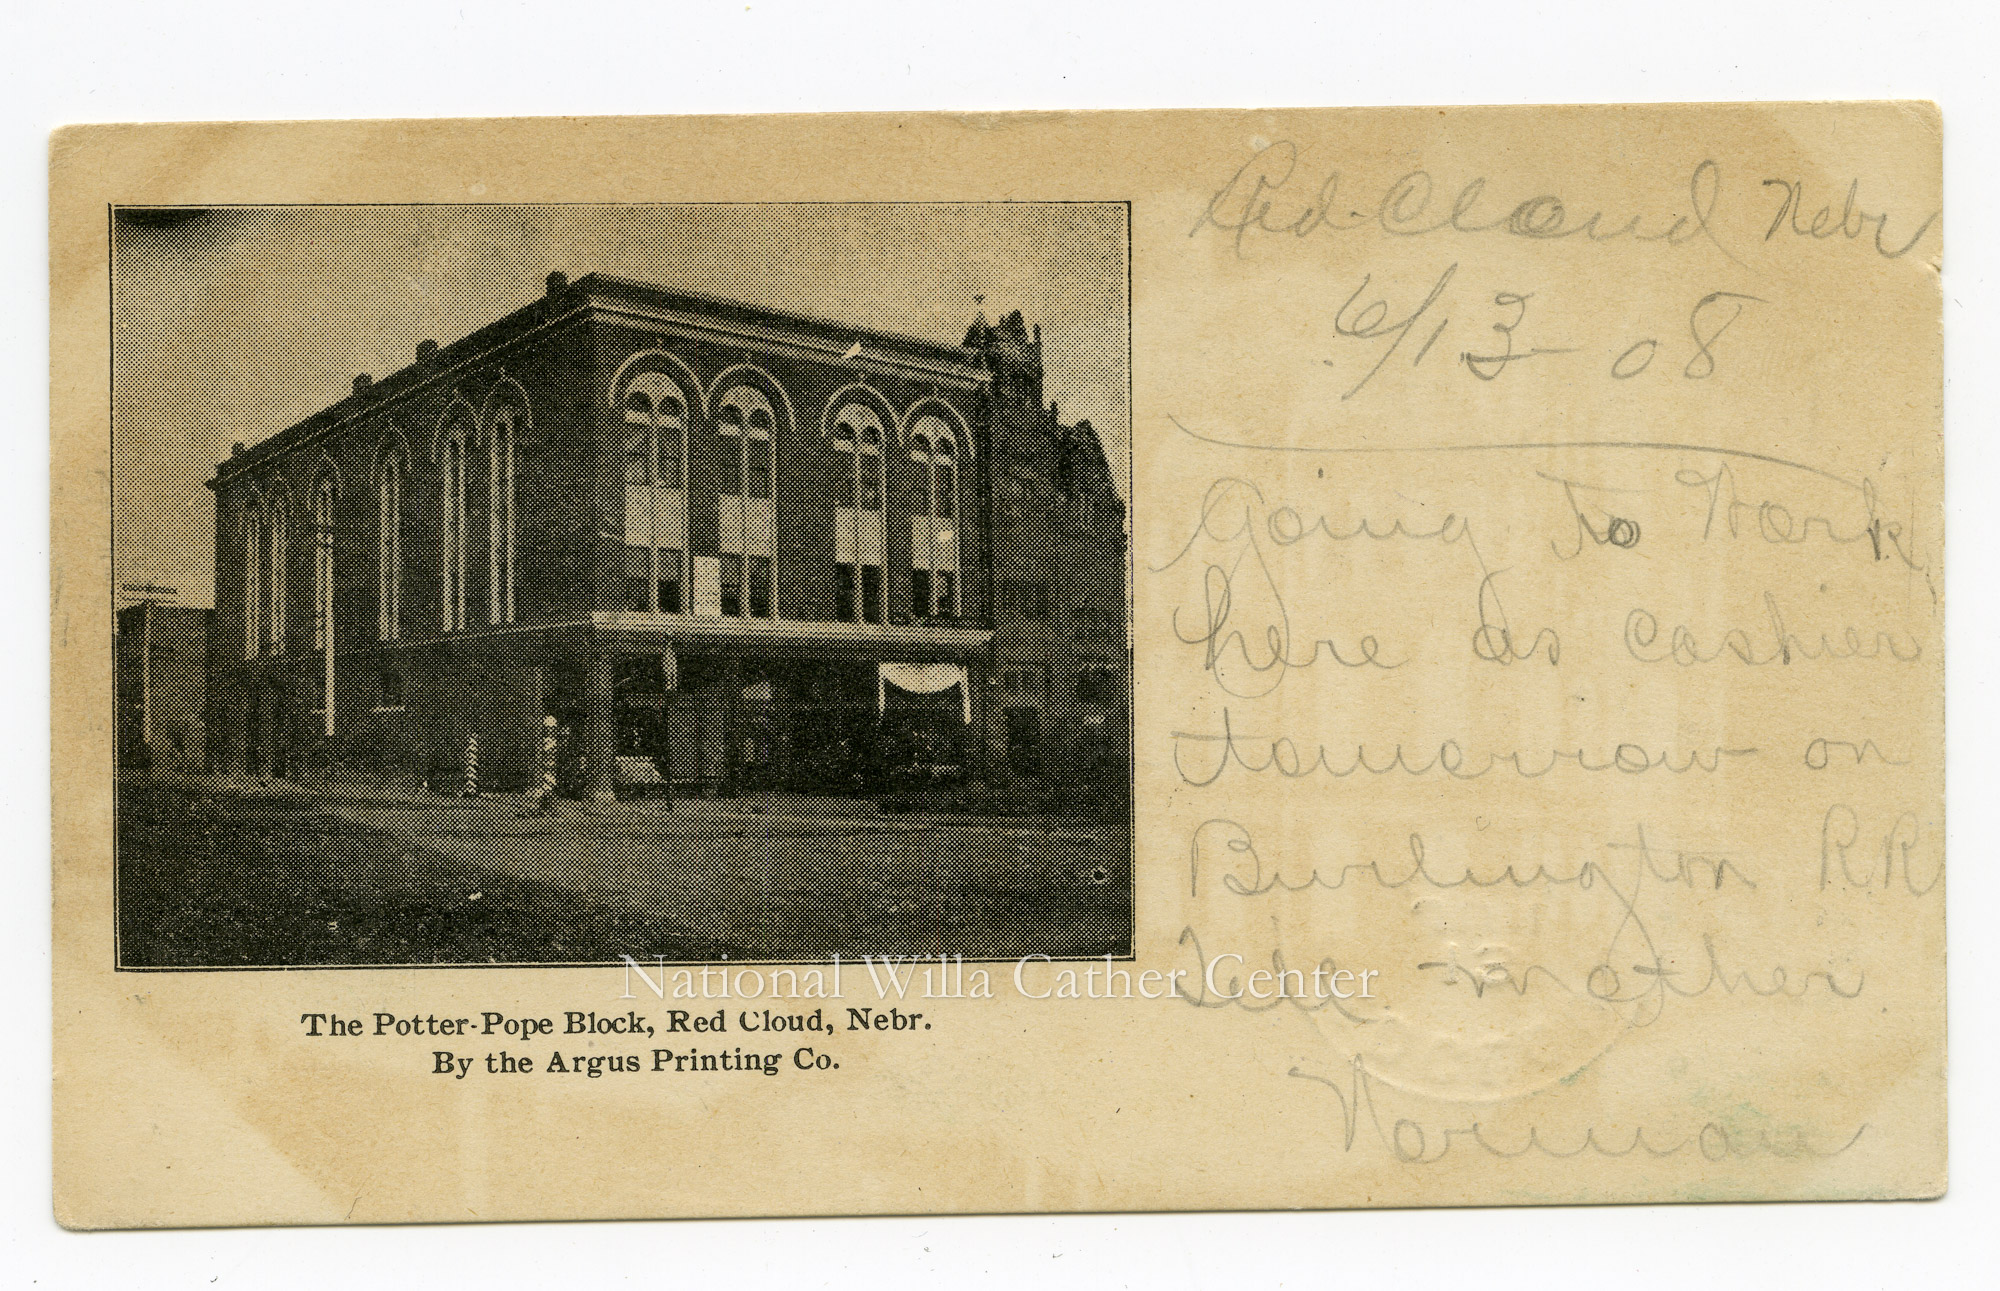 The Potter-Pope Block, Red Cloud, Nebr.
By the Argus Printing Co.
Red Cloud Nebr
6/13-08
Going To Work
here as cashier
tomorrow on
Burlington RR
Tell mother
Norman
National Willa Cather Center